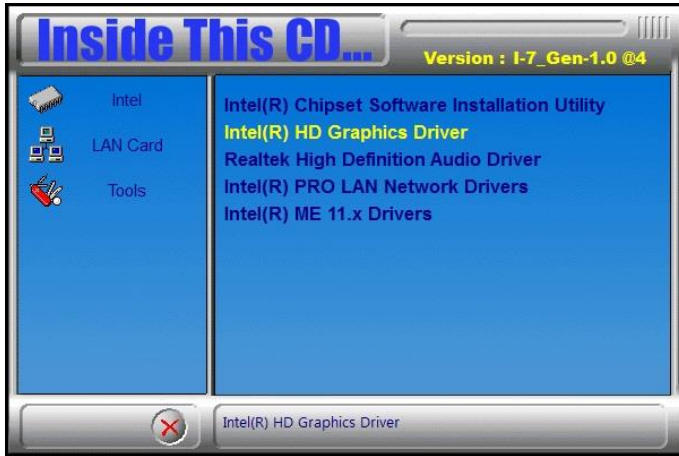 Inside This CD...
Version : I-7_Gen-1.0 @4
Intel
LAN Card
Tools
Intel(R) Chipset Software Installation Utility
Intel(R) HD Graphics Driver
Realtek High Definition Audio Driver
Intel(R) PRO LAN Network Drivers
Intel(R) ME 11.x Drivers
Intel(R) HD Graphics Driver